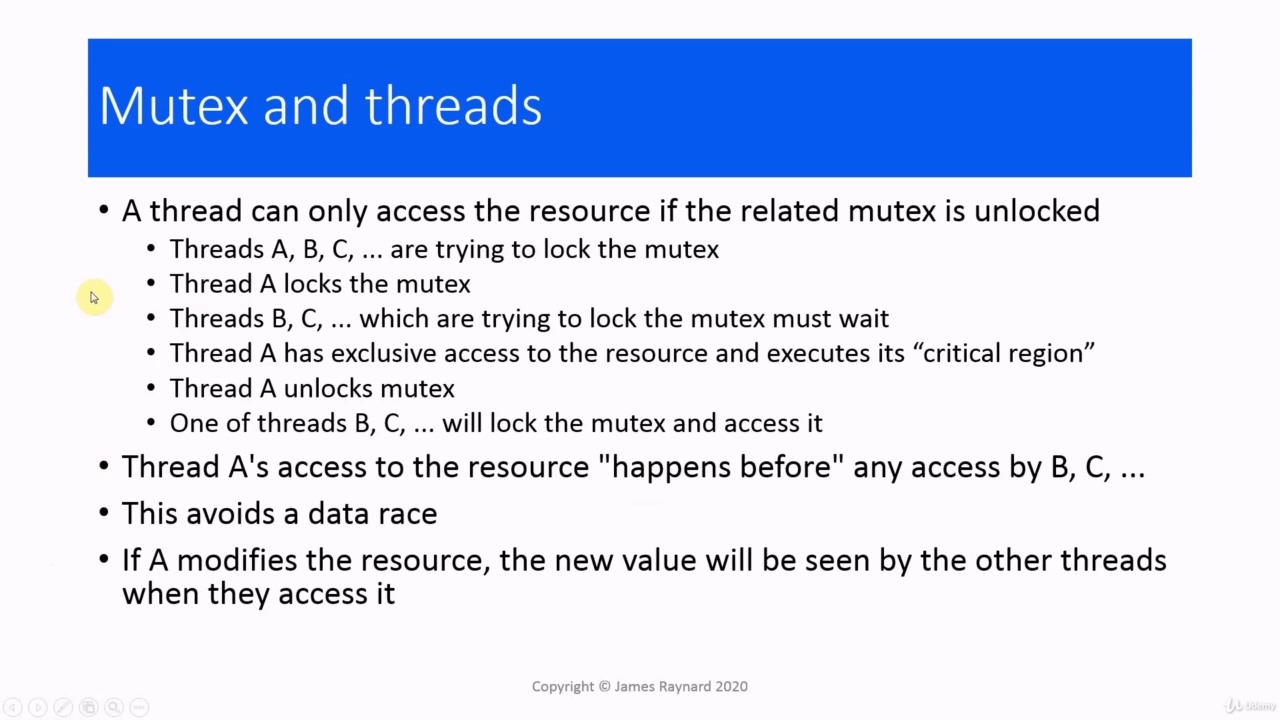 Mutex and threads
• A thread can only access the resource if the related mutex is unlocked
• Threads A, B, C, ... are trying to lock the mutex
• Thread A locks the mutex
• Threads B, C, ... which are trying to lock the mutex must wait
• Thread A has exclusive access to the resource and executes its “critical region”
• Thread A unlocks mutex
• One of threads B, C, ... will lock the mutex and access it
• Thread A's access to the resource "happens before" any access by B, C, ...
• This avoids a data race
• If A modifies the resource, the new value will be seen by the other threads
when they access it
Copyright © James Raynard 2020
Udemy